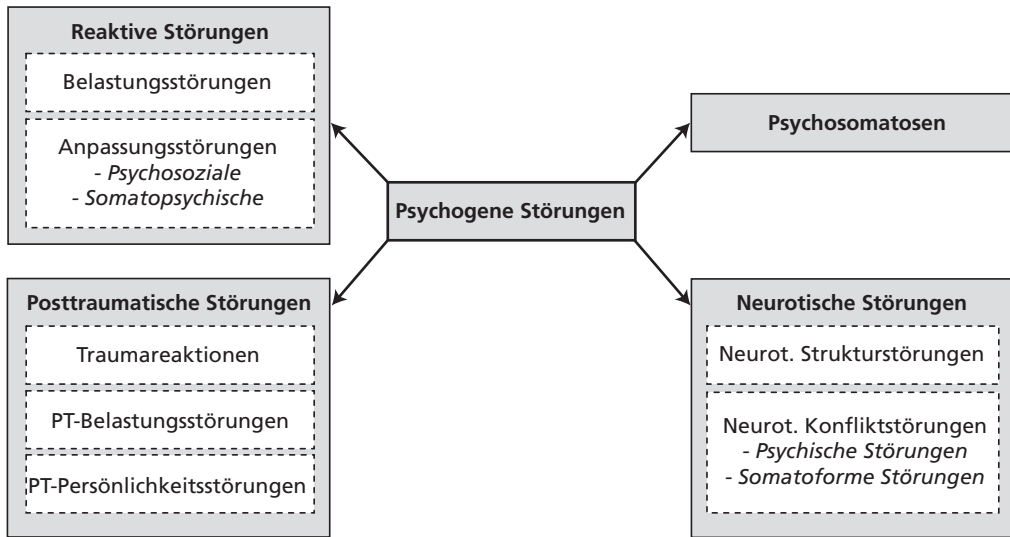 Reaktive Störungen
Belastungsstörungen
Anpassungsstörungen
- Psychosoziale
- Somatopsychische
Psychosomatosen
Psychogene Störungen
Posttraumatische Störungen
Traumareaktionen
PT-Belastungsstörungen
PT-Persönlichkeitsstörungen
Neurotische Störungen
Neurot. Strukturstörungen
Neurot. Konfliktstörungen
- Psychische Störungen
- Somatoforme Störungen